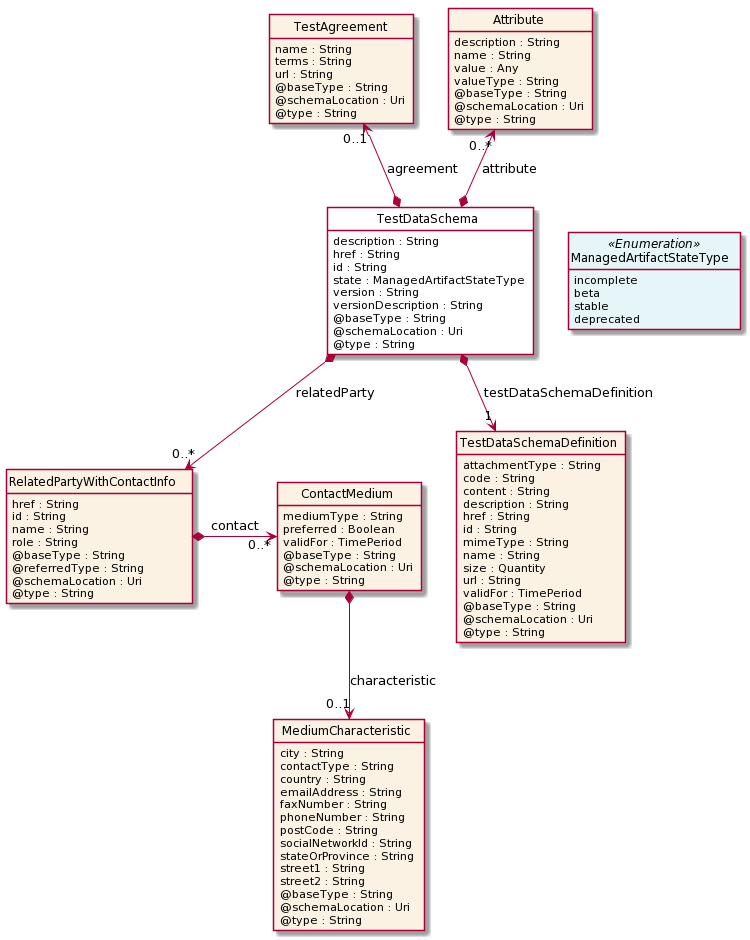 TestAgreement
name : String
terms : String
url : String
@baseType : String
@schemaLocation : Uri
@type : String
Attribute
description : String
name : String
value : Any
valueType : String
@baseType : String
@schemaLocation : Uri
@type : String
0..1
0..*
agreement
attribute
TestDataSchema
description : String
href : String
id : String
state : ManagedArtifactStateType
version : String
versionDescription : String
@baseType : String
@schemaLocation : Uri
@type : String
«Enumeration»
ManagedArtifactStateType
incomplete
beta
stable
deprecated
relatedParty
testDataSchemaDefinition
0..*
1
RelatedPartyWithContactInfo
href : String
id : String
name : String
role : String
@baseType : String
@referredType : String
@schemaLocation : Uri
@type : String
contact
0..*
ContactMedium
mediumType : String
preferred : Boolean
validFor : TimePeriod
@baseType : String
@schemaLocation : Uri
@type : String
TestDataSchemaDefinition
attachmentType : String
code : String
content : String
description : String
href : String
id : String
mimeType : String
name : String
size : Quantity
url : String
validFor : TimePeriod
@baseType : String
@schemaLocation : Uri
@type : String
characteristic
0..1
MediumCharacteristic
city : String
contactType : String
country : String
emailAddress : String
faxNumber : String
phoneNumber : String
postCode : String
socialNetworkId : String
stateOrProvince : String
street1 : String
street2 : String
@baseType : String
@schemaLocation : Uri
@type : String